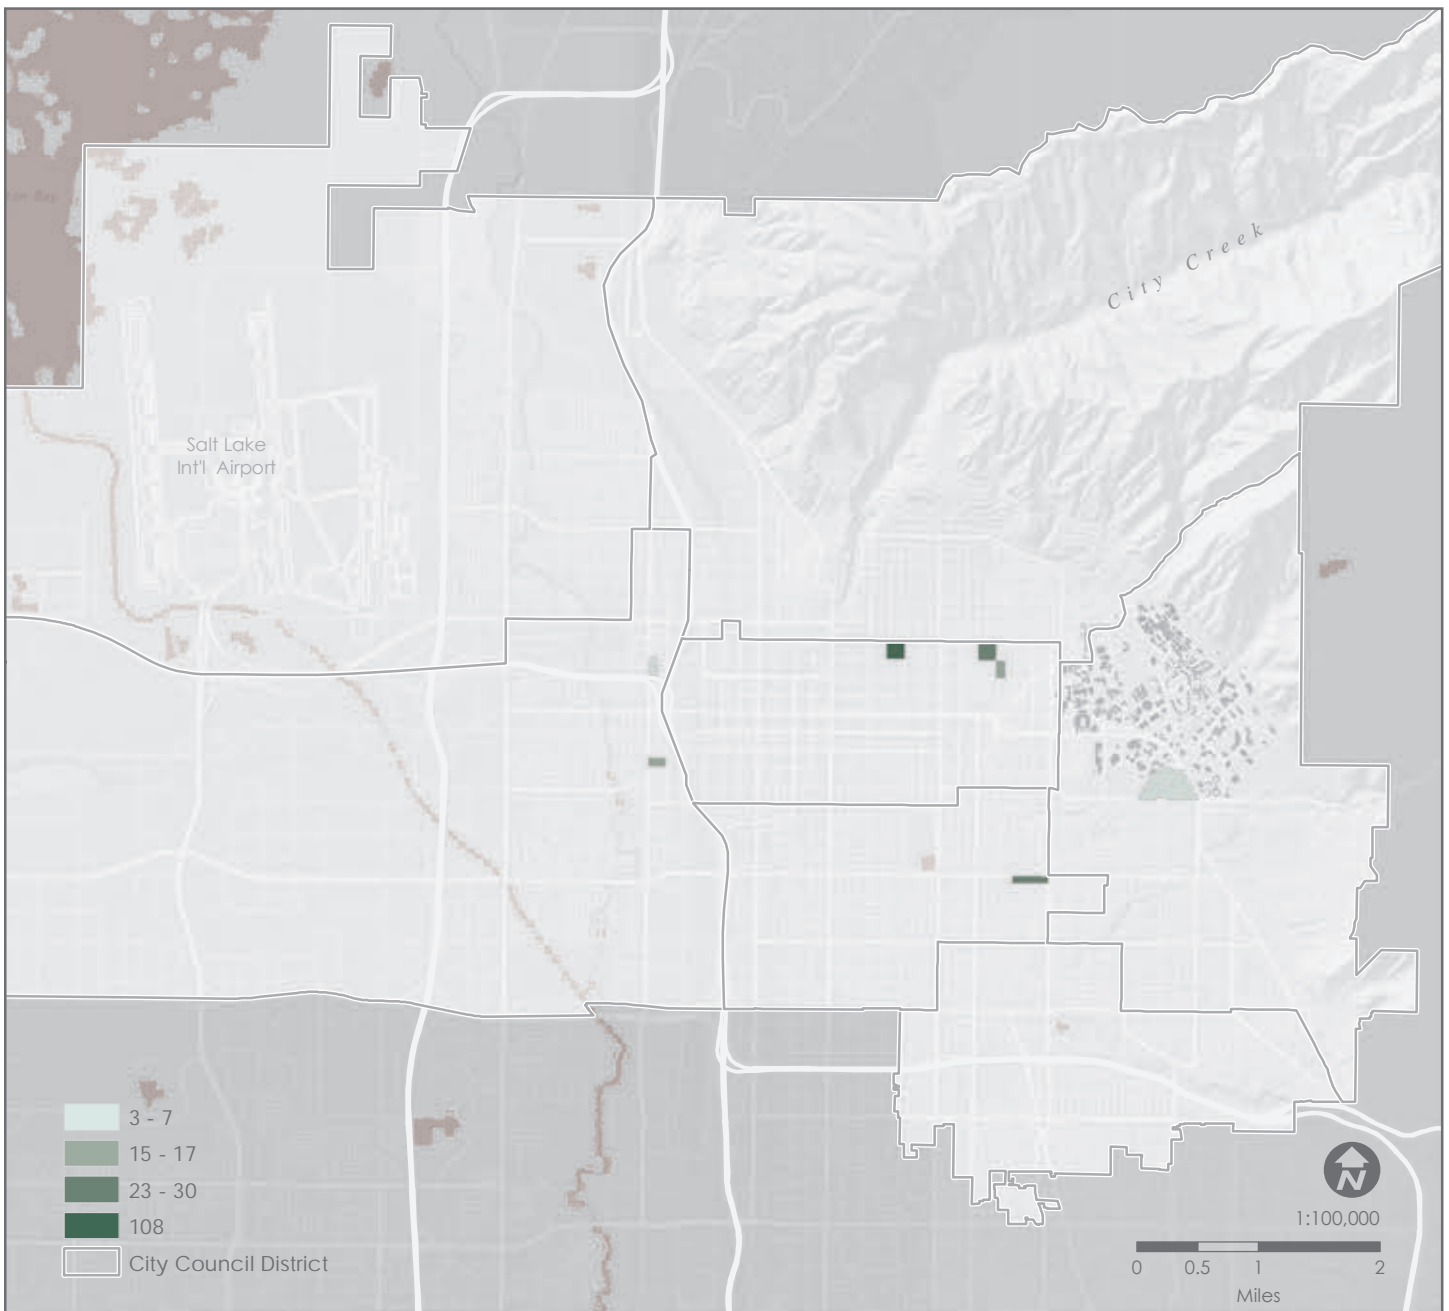 City Creek
Salt Lake
Int'l Airport
3 - 7
15 - 17
23 - 30
108
City Council District
N
1:100,000
0 0.5 1 2
Miles